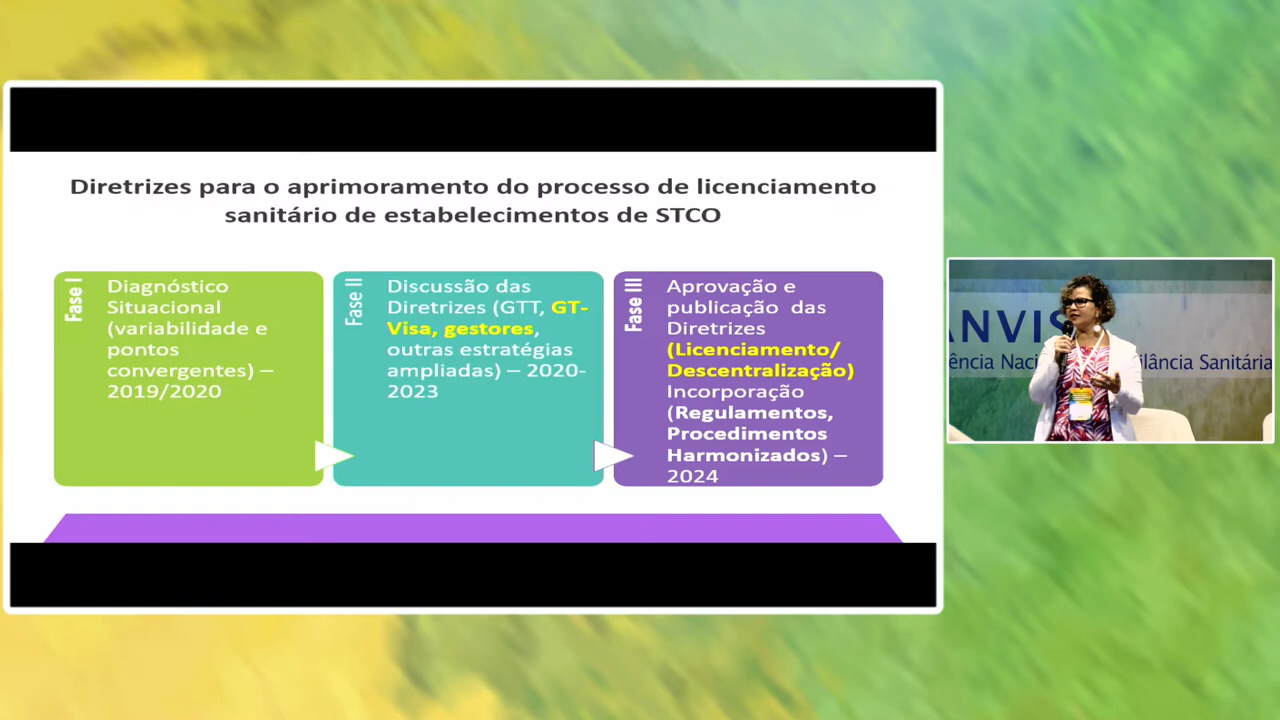 Diretrizes para o aprimoramento do processo de licenciamento
sanitário de estabelecimentos de STCO
Fase I
Diagnóstico
Situacional
(variabilidade e
pontos
convergentes) –
2019/2020
Fase II
Discussão das
Diretrizes (GTT, GT-
Visa, gestores,
outras estratégias
ampliadas) – 2020-
2023
Fase III
Aprovação e
publicação das
Diretrizes
(Licenciamento/
Descentralização)
Incorporação
(Regulamentos,
Procedimentos
Harmonizados) –
2024
ANVIS
ência Naci
ilância Sanitária